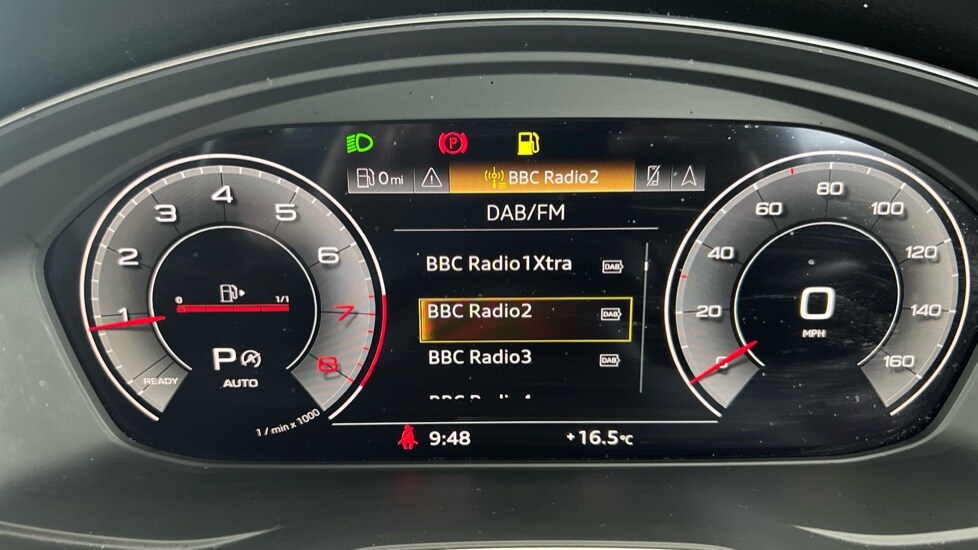 P
0 mi
BBC Radio2
DAB/FM
BBC Radio1Xtra DAB
BBC Radio2 DAB
BBC Radio3 DAB
9:48 +16.5°C
1 2 3 4 5 6 7 8
0 1/1
P A
AUTO
READY
1 / min x 1000
0 20 40 60 80 100 120 140 160
0
MPH